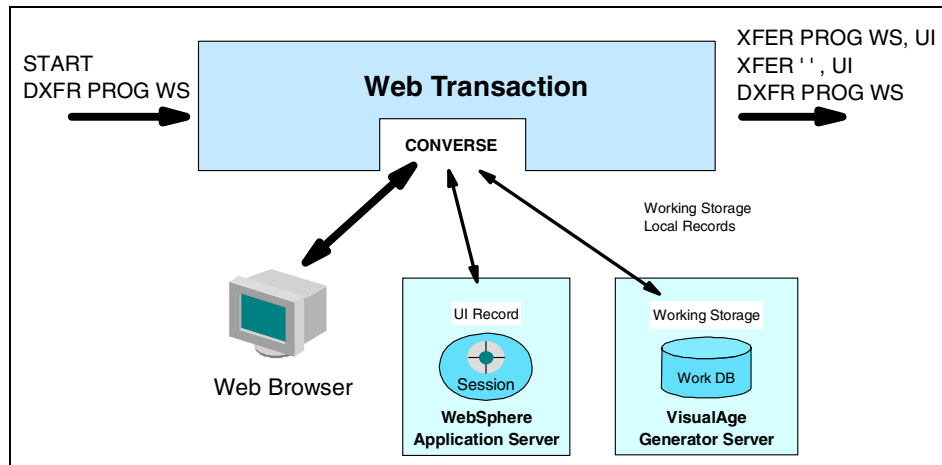 START
DXFR PROG WS
Web Transaction
CONVERSE
XFER PROG WS, UI
XFER ' ' , UI
DXFR PROG WS
Working Storage
Local Records
Web Browser
UI Record
Session
WebSphere
Application Server
Working Storage
Work DB
VisualAge
Generator Server